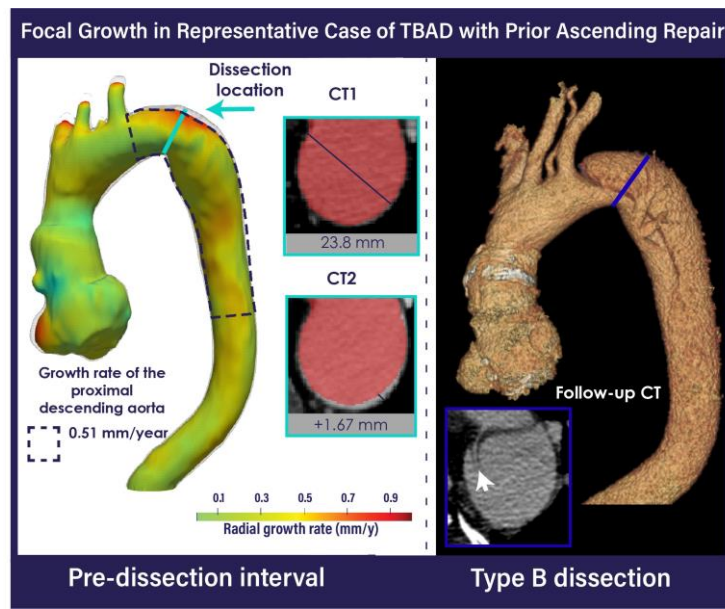 Focal Growth in Representative Case of TBAD with Prior Ascending Repair
Dissection
location
CT1
23.8 mm
CT2
+1.67 mm
Growth rate of the
proximal
descending aorta
0.51 mm/year
0.1 0.3 0.5 0.7 0.9
Radial growth rate (mm/y)
Follow-up CT
Pre-dissection interval
Type B dissection